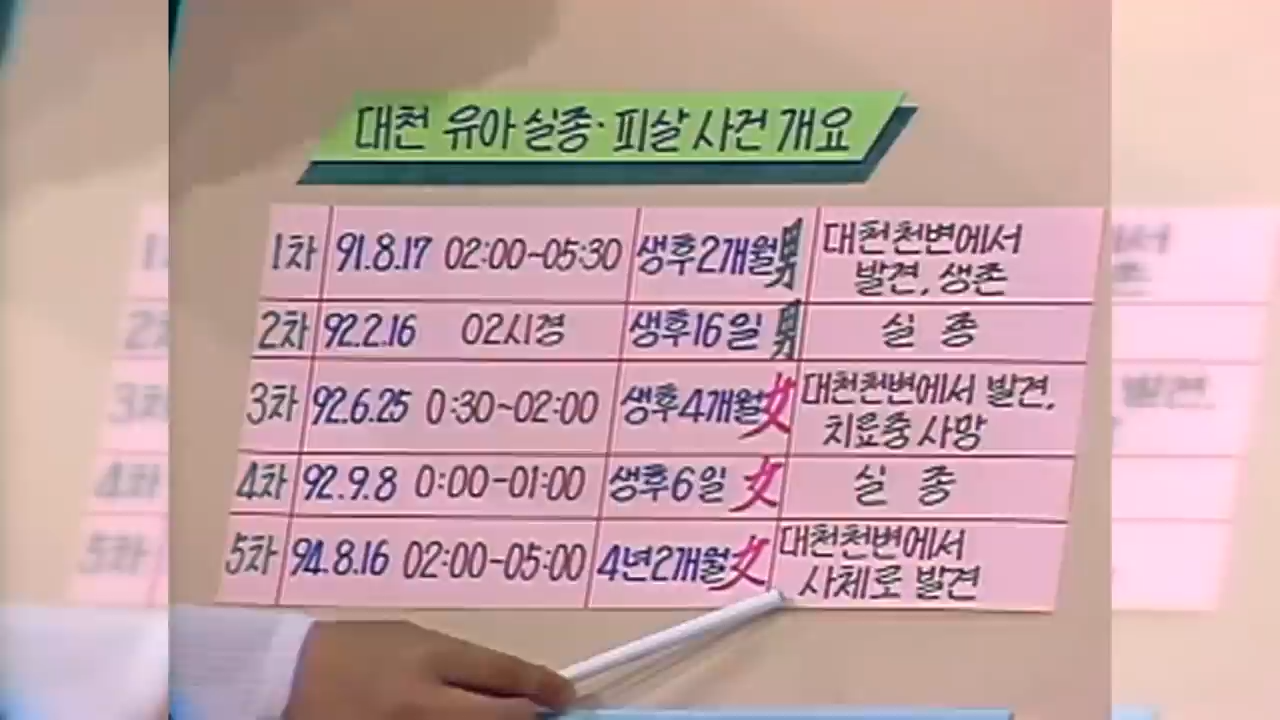 대천 유아실종·피살사건개요
1차 91.8.17 02:00~05:30 생후2개월 男 대천천변에서
발견, 생존
2차 92.2.16 02시경 생후16일 男 실 종
3차 92.6.25 0:30~02:00 생후4개월 女 대천천변에서 발견,
치료중 사망
4차 92.9.8 0:00~01:00 생후6일 女 실 종
5차 94.8.16 02:00~05:00 4년2개월 女 대천천변에서
사체로 발견